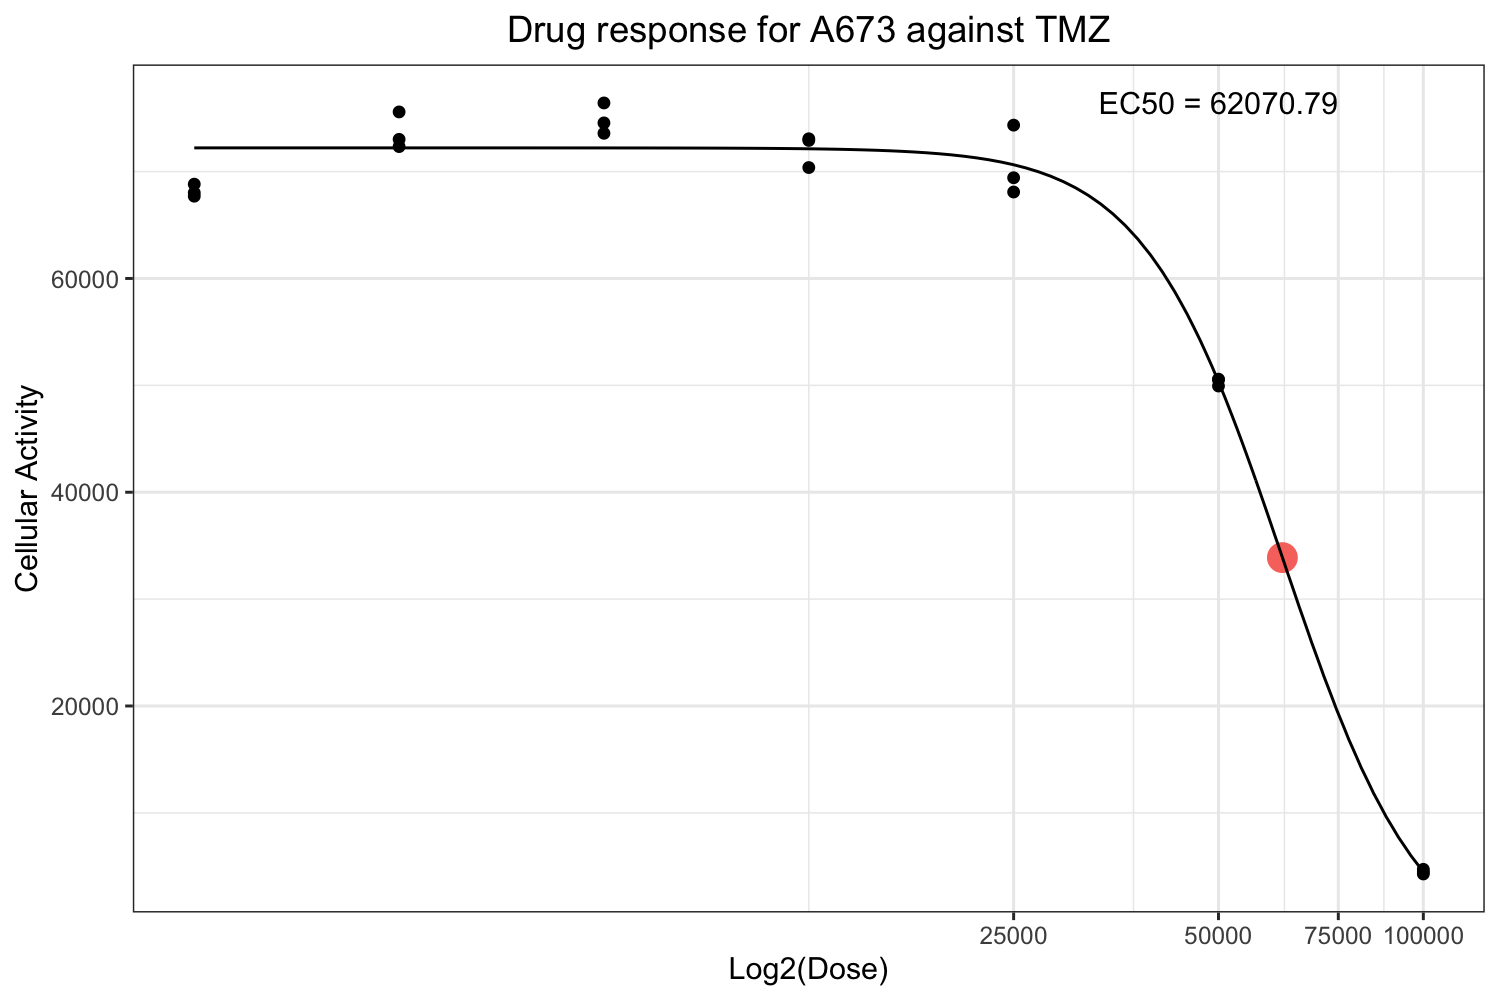 Drug response for A673 against TMZ
EC50 = 62070.79
60000
40000
20000
Cellular Activity
25000 50000 75000 100000
Log2(Dose)